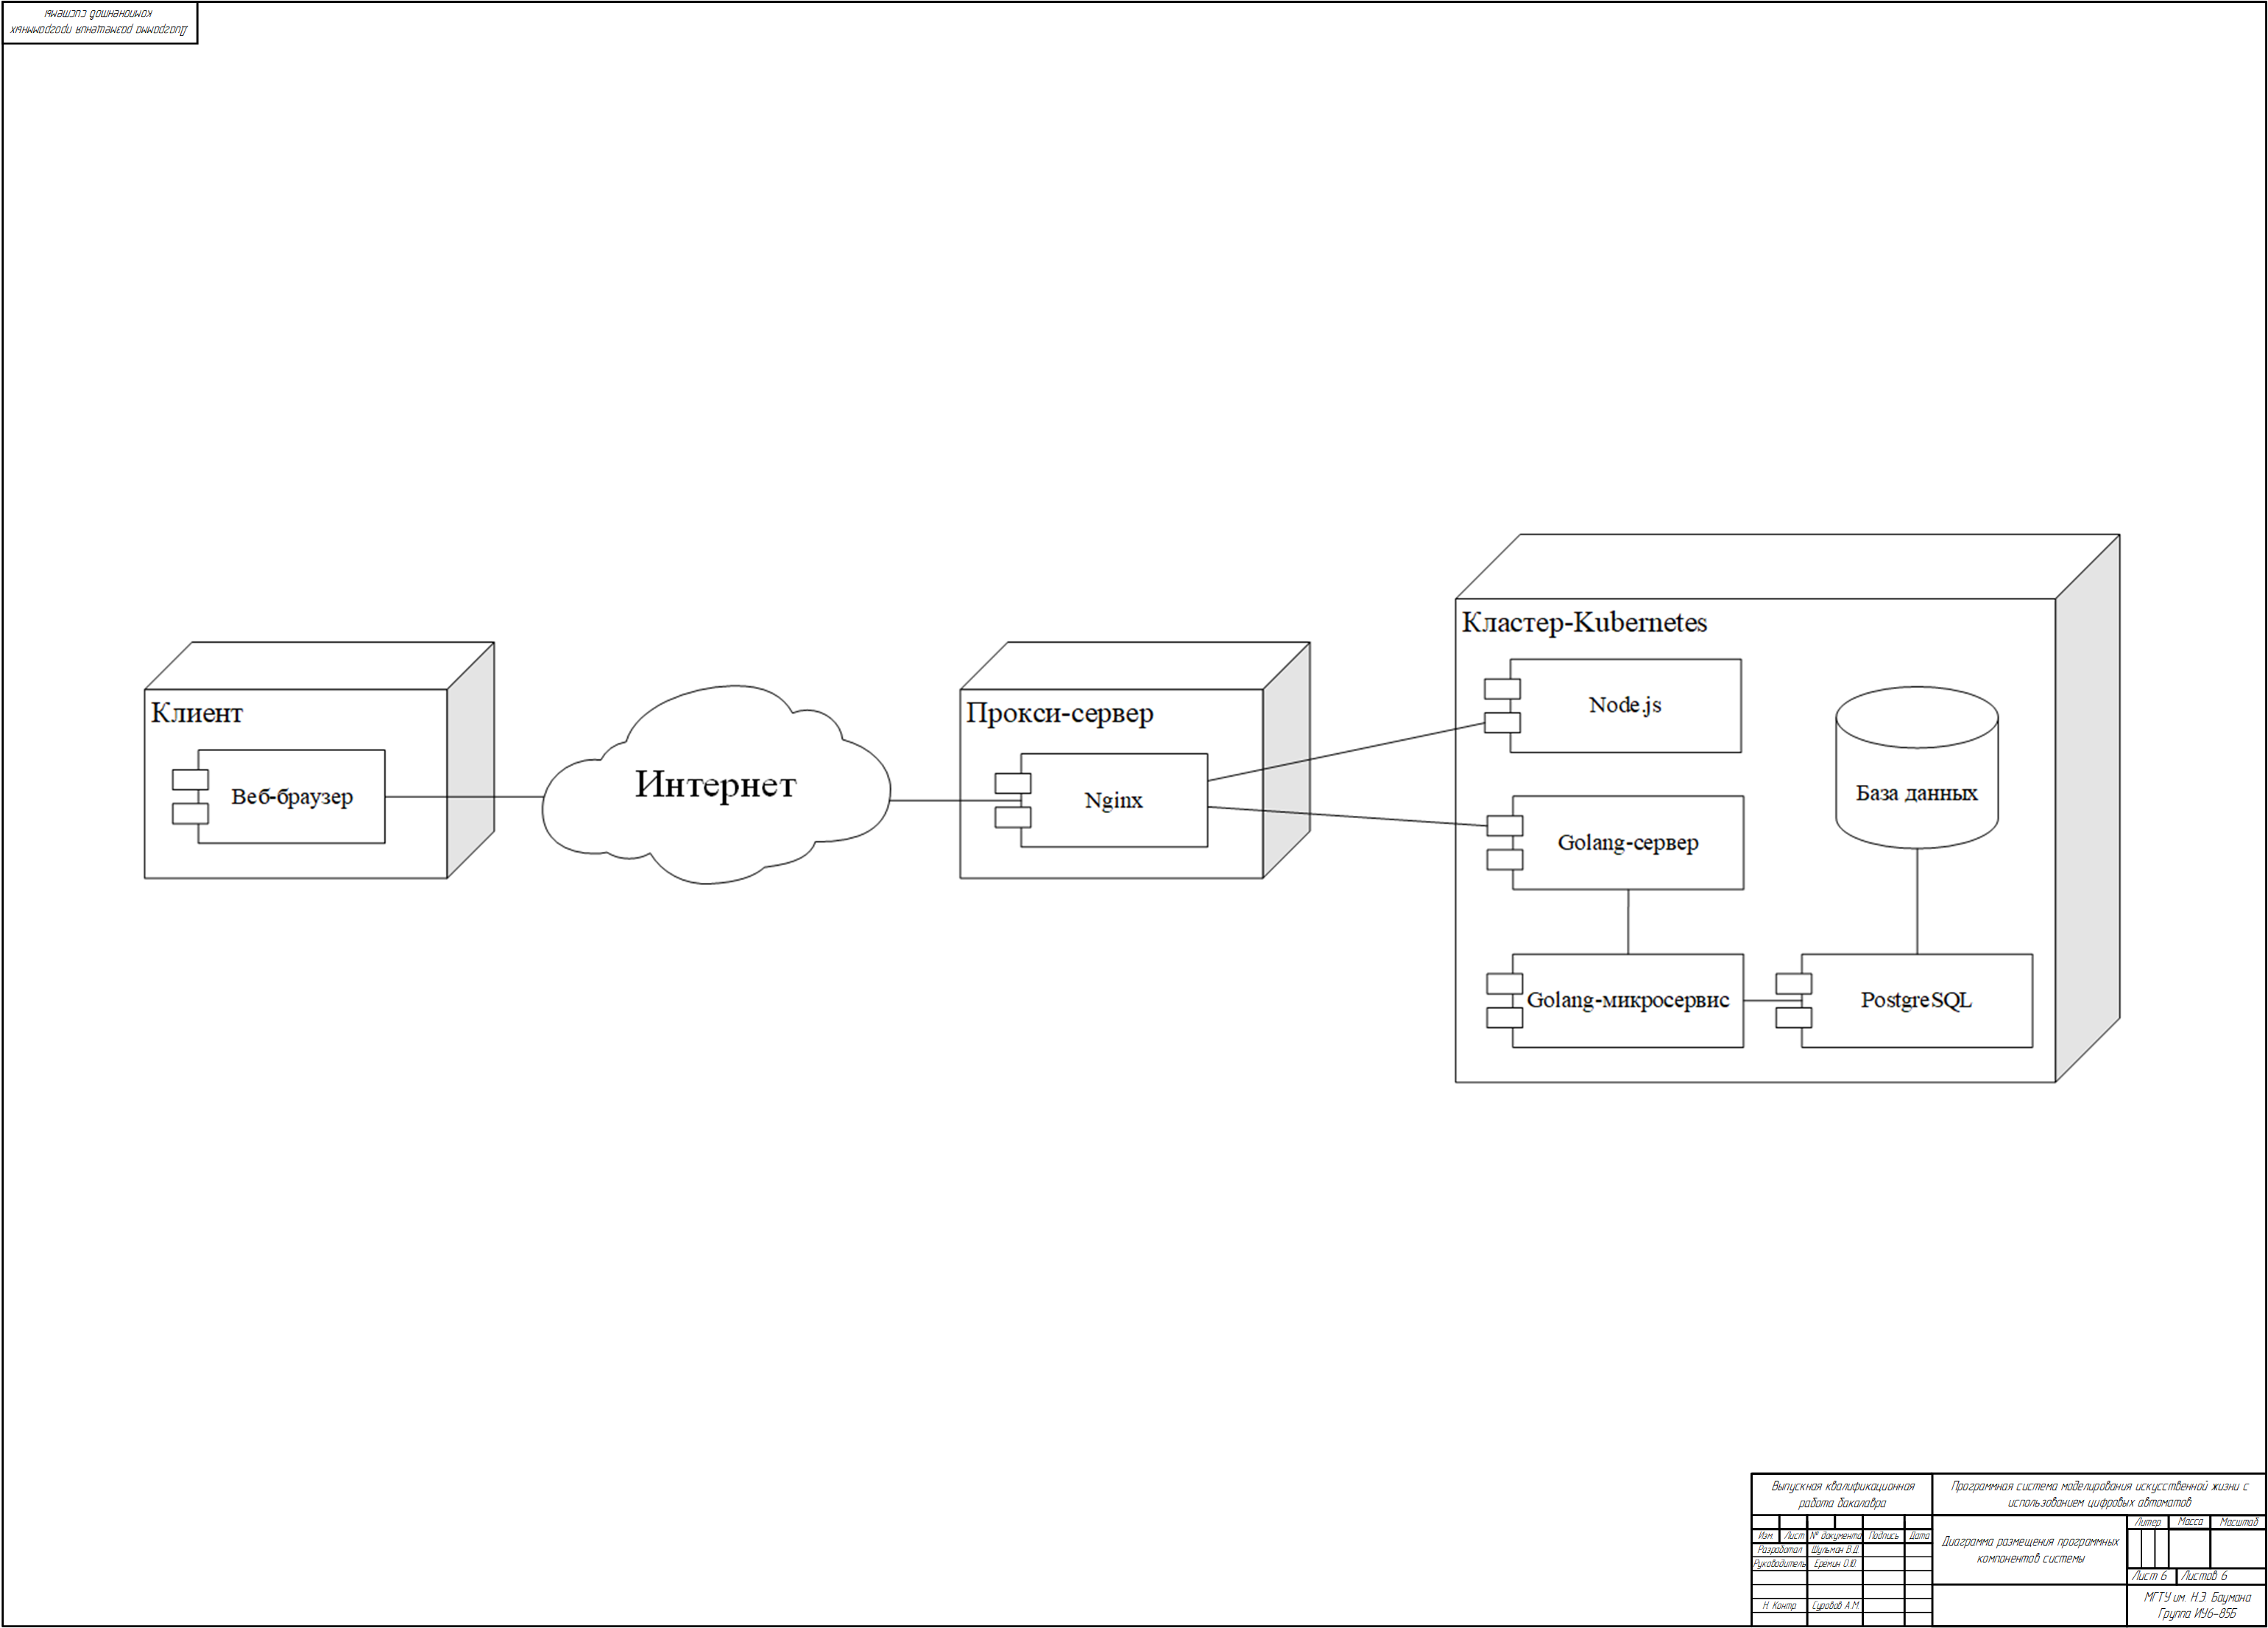 Диаграмма размещения программных
компонентов системы
Кластер-Kubernetes
Node.js
Клиент
Прокси-сервер
Интернет
Веб-браузер
Nginx
База данных
Golang-сервер
Golang-микросервис
PostgreSQL
Выпускная квалификационная
работа бакалавра
Программная система моделирования искусственной жизни с
использованием цифровых автоматов
Изм. Лист № документа Подпись Дата
Разработал Шульман В.Д.
Руководитель Еремин О.Ю.
Н. Контр Суровов А.М.
Диаграмма размещения программных
компонентов системы
Литер Масса Масштаб
Лист 6 Листов 6
МГТУ им. Н.Э. Баумана
Группа ИУ6-85Б